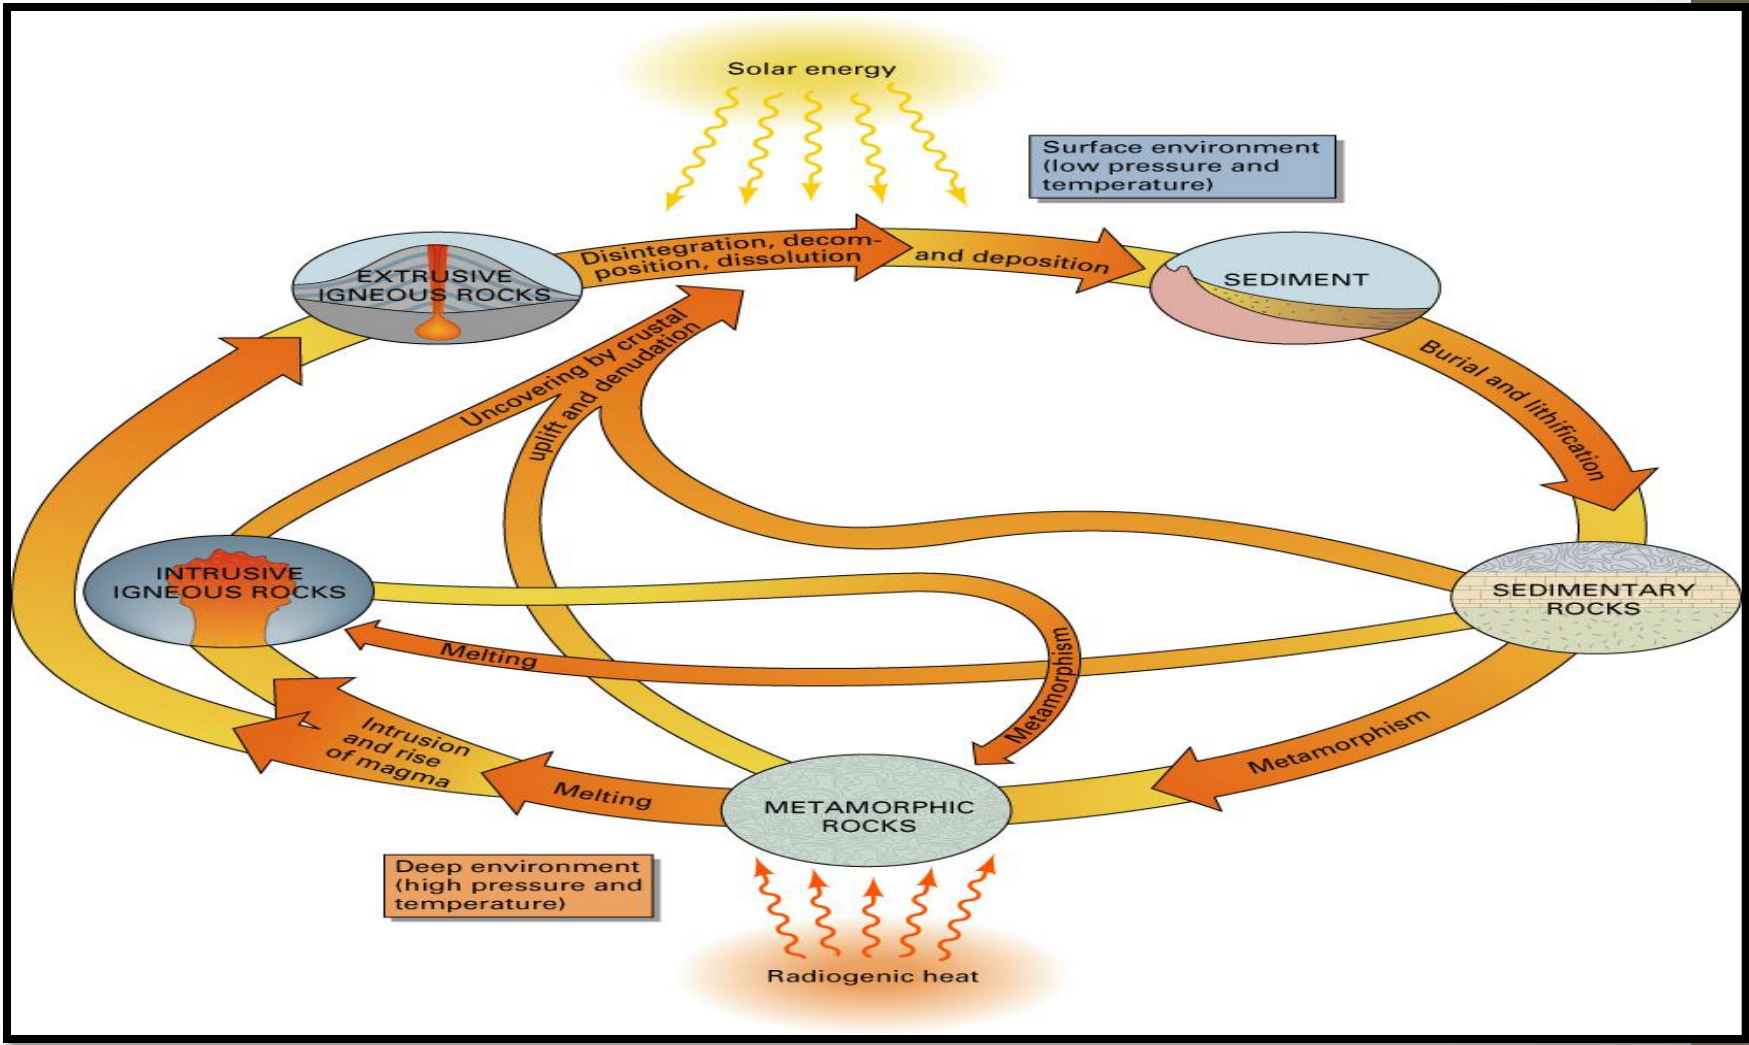 Solar energy
Surface environment
(low pressure and
temperature)
Disintegration, decom-
position, dissolution
and deposition
EXTRUSIVE
IGNEOUS ROCKS
SEDIMENT
Uncovering by crustal
uplift and denudation
Burial and lithification
INTRUSIVE
IGNEOUS ROCKS
SEDIMENTARY
ROCKS
Melting
Metamorphism
Metamorphism
Intrusion
and rise
of magma
Melting
METAMORPHIC
ROCKS
Deep environment
(high pressure and
temperature)
Radiogenic heat